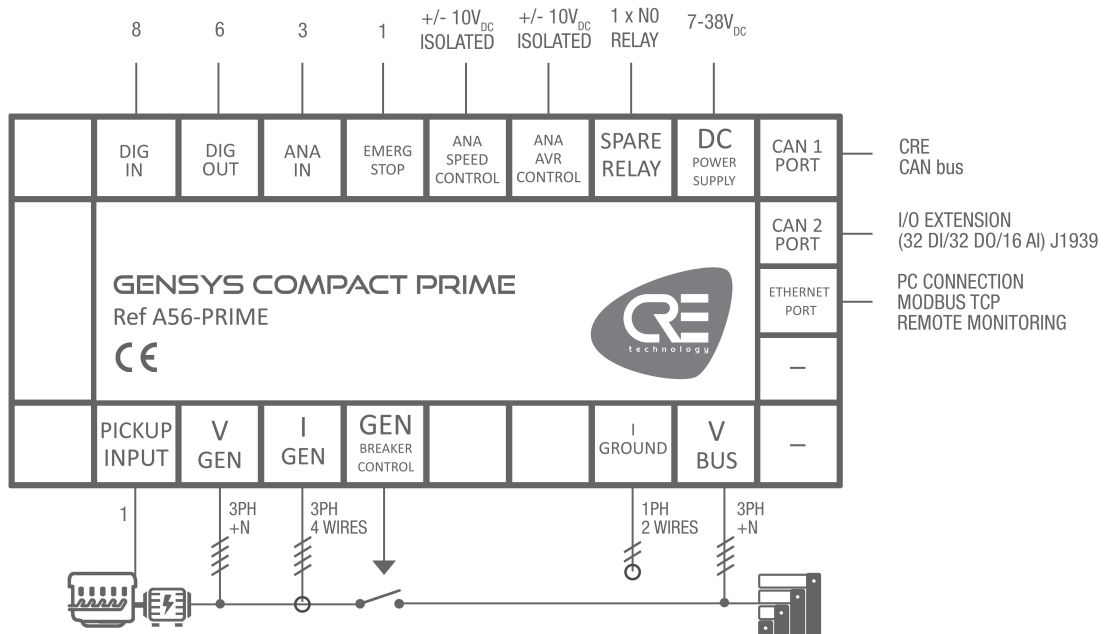 8
6
3
1
+/- 10VDC
ISOLATED
+/- 10VDC
ISOLATED
1 x NO
RELAY
7-38VDC
DIG
IN
DIG
OUT
ANA
IN
EMERG
STOP
ANA
SPEED
CONTROL
ANA
AVR
CONTROL
SPARE
RELAY
DC
POWER
SUPPLY
CAN 1
PORT
CRE
CAN bus
CAN 2
PORT
I/O EXTENSION
(32 DI/32 DO/16 AI) J1939
ETHERNET
PORT
PC CONNECTION
MODBUS TCP
REMOTE MONITORING
GENSYS COMPACT PRIME
Ref A56-PRIME
CE
CRE
technology
–
PICKUP
INPUT
V
GEN
I
GEN
GEN
BREAKER
CONTROL
I
GROUND
V
BUS
–
1
3PH
+N
3PH
4 WIRES
1PH
2 WIRES
3PH
+N